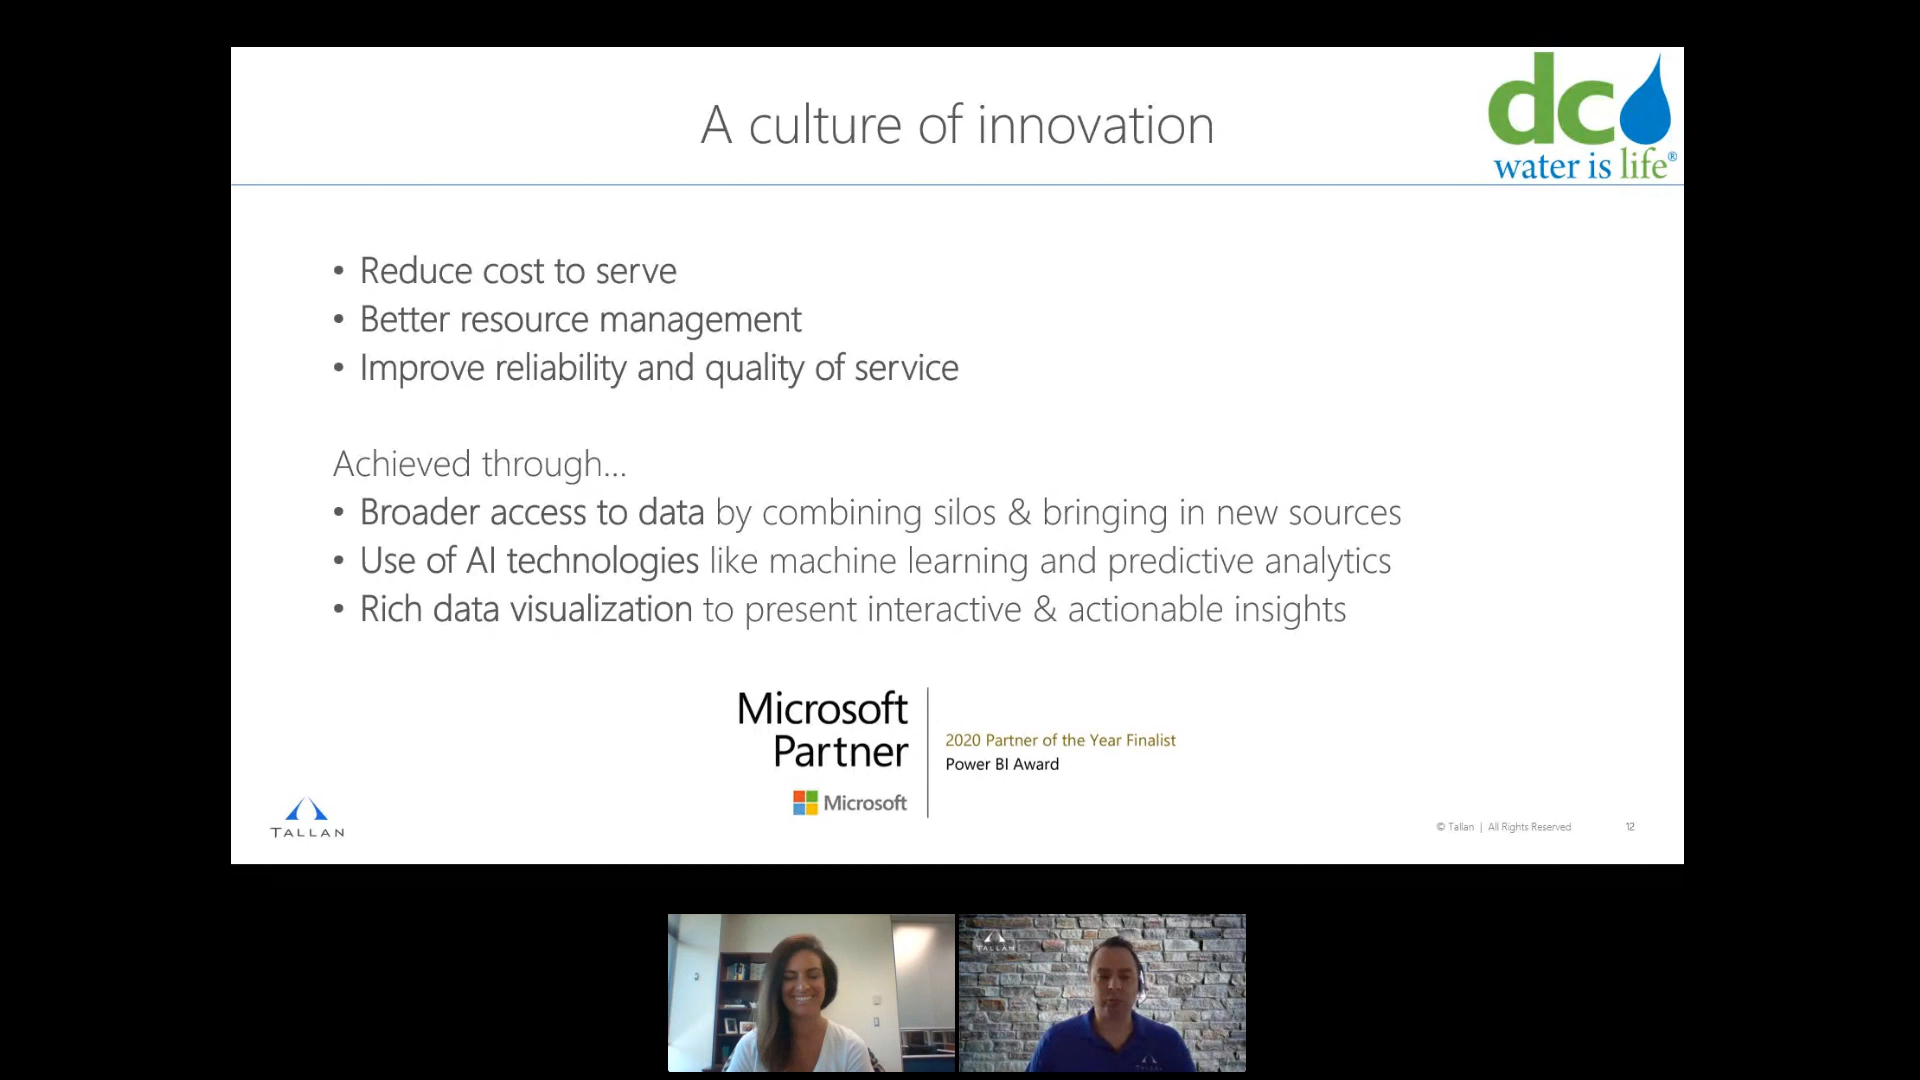 A culture of innovation
dc
water is life®
• Reduce cost to serve
• Better resource management
• Improve reliability and quality of service
Achieved through...
• Broader access to data by combining silos & bringing in new sources
• Use of AI technologies like machine learning and predictive analytics
• Rich data visualization to present interactive & actionable insights
Microsoft
Partner
Microsoft
2020 Partner of the Year Finalist
Power BI Award
TALLAN
© Tallan | All Rights Reserved 12
TALLAN
TALLAN